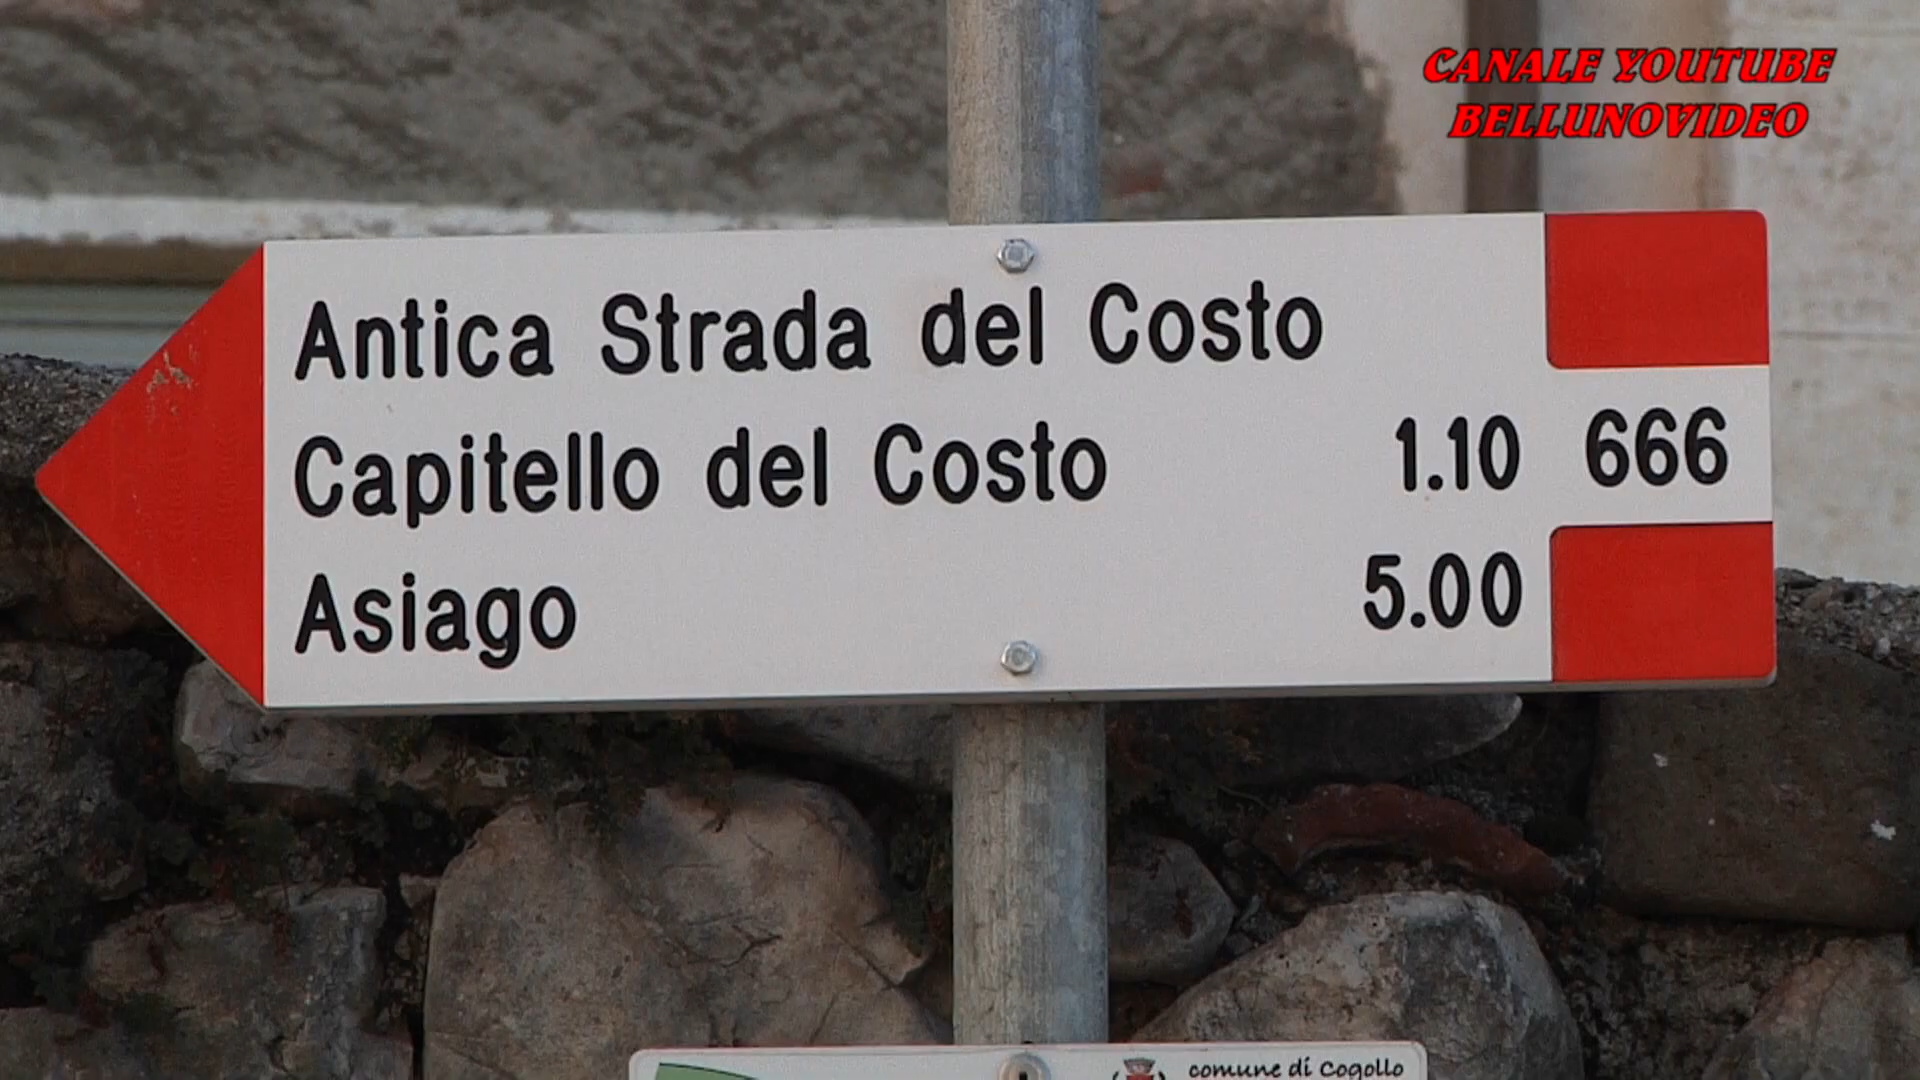 CANALE YOUTUBE
BELLUNOVIDEO
Antica Strada del Costo
Capitello del Costo 1.10 666
Asiago 5.00
comune di Cogollo